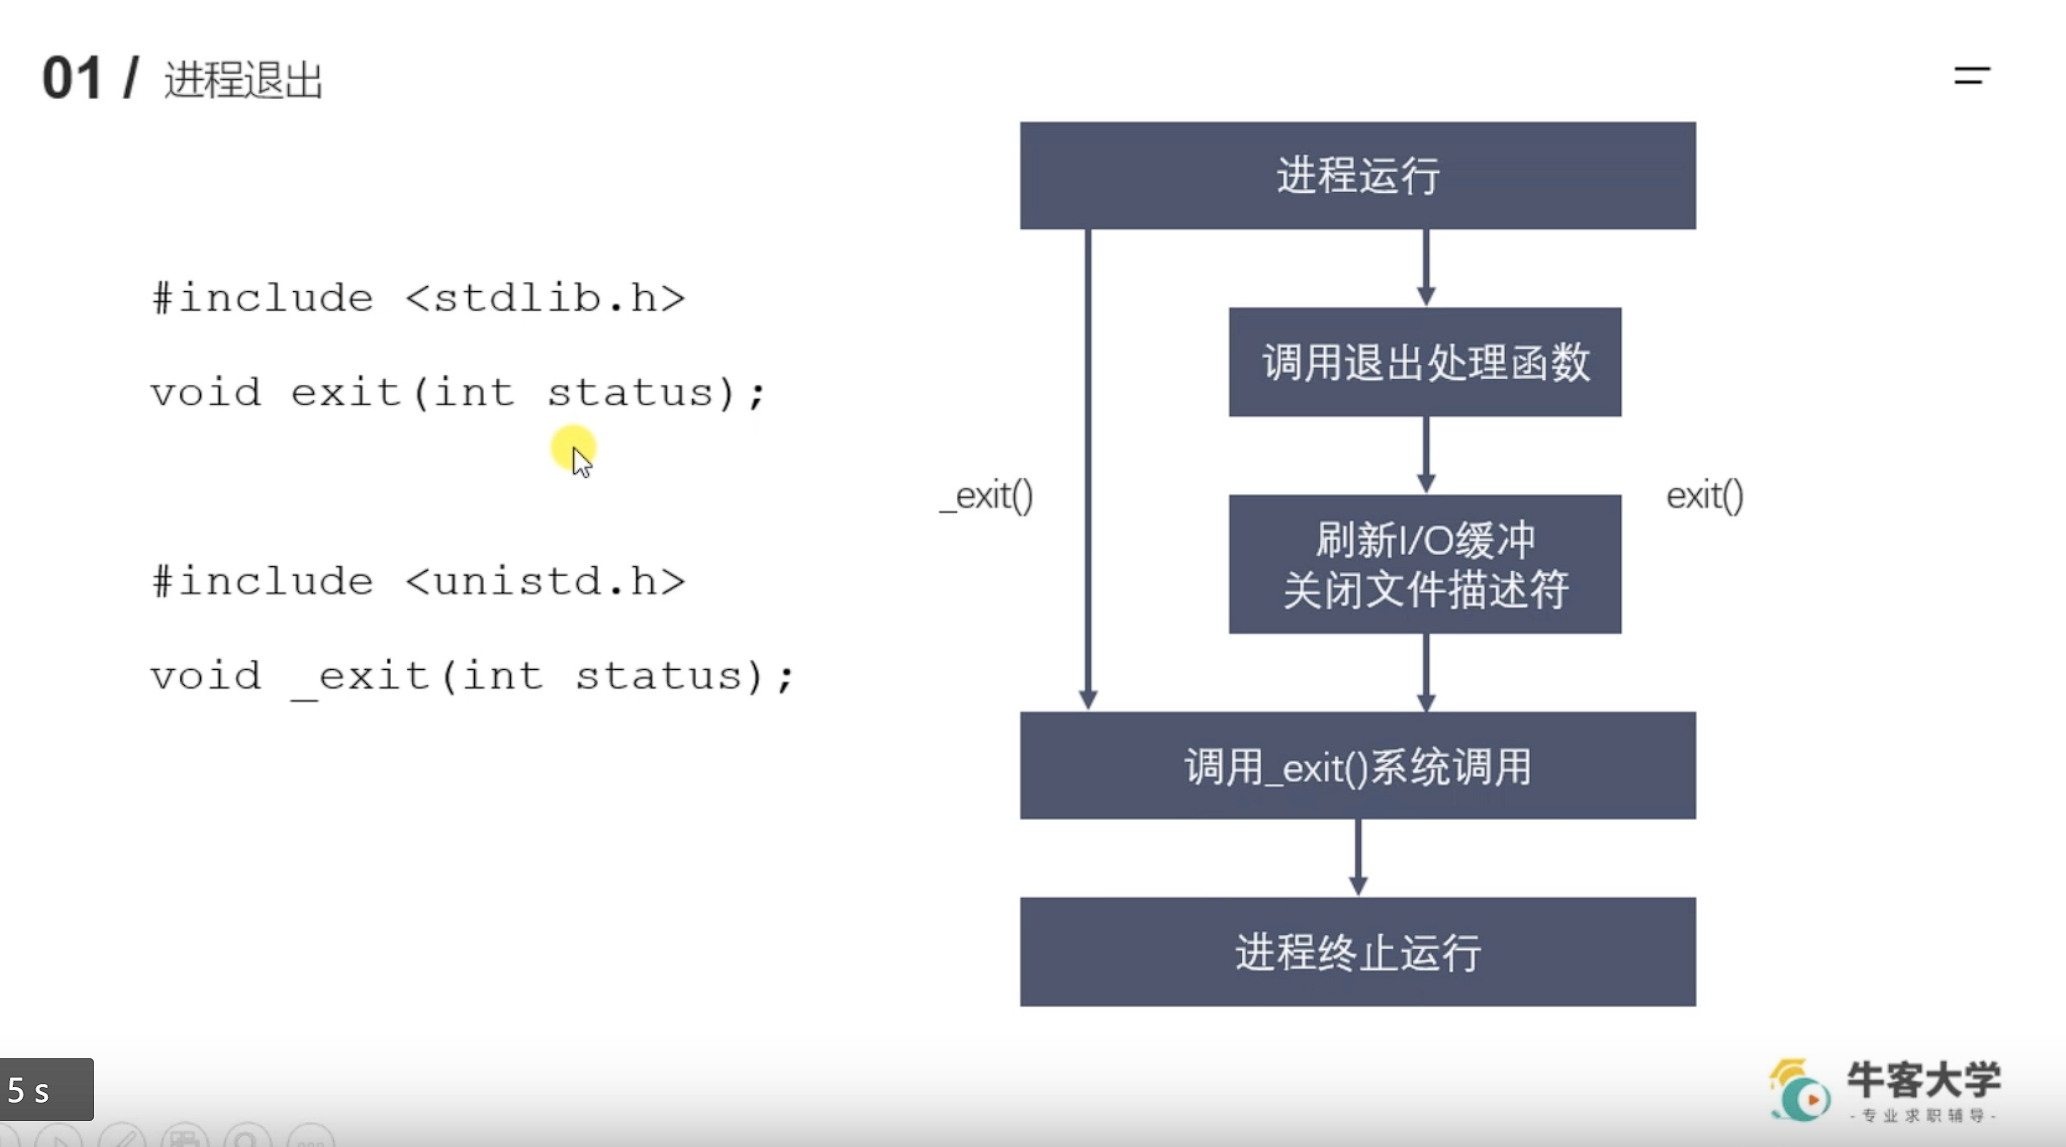 01 / 进程退出
#include <stdlib.h>
void exit(int status);
#include <unistd.h>
void _exit(int status);
进程运行
调用退出处理函数
_exit()
exit()
刷新I/O缓冲
关闭文件描述符
调用_exit()系统调用
进程终止运行
5 s
牛客大学
-专业求职辅导-